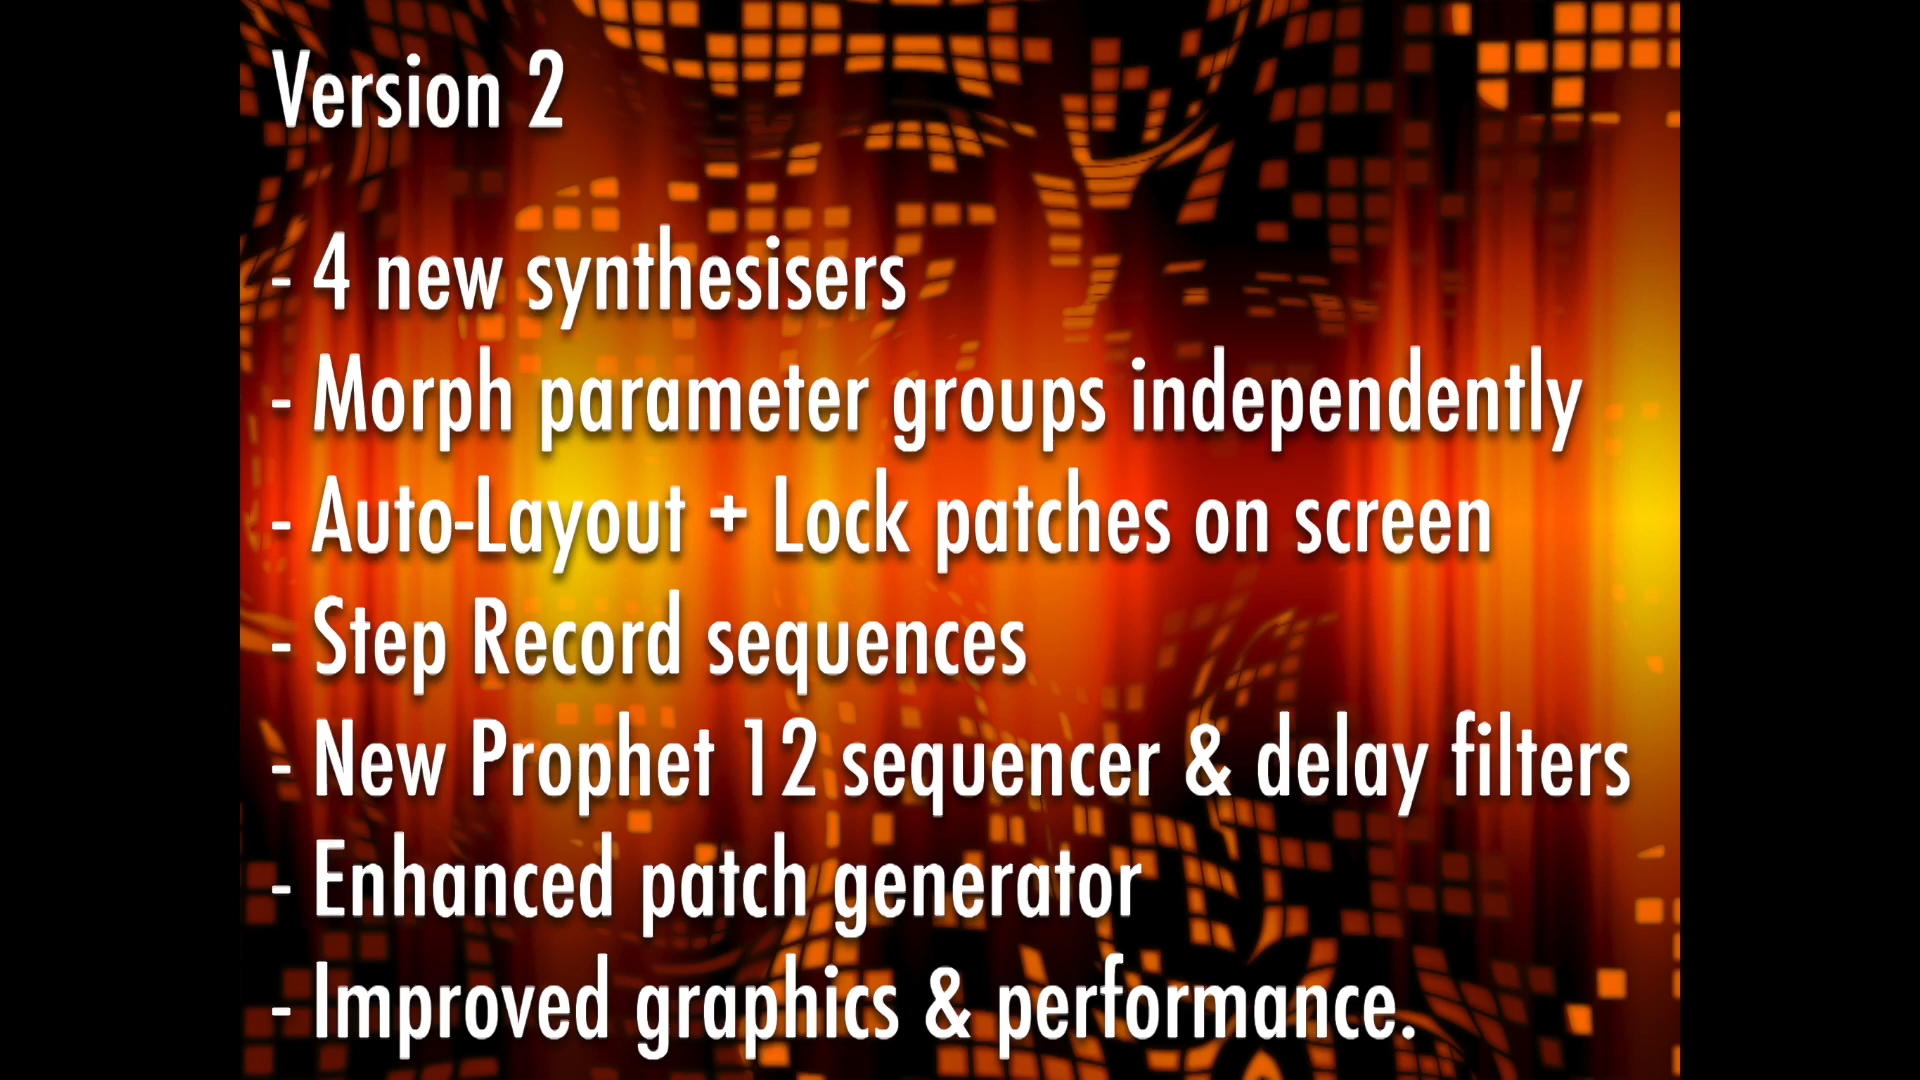 Version 2
- 4 new synthesisers
- Morph parameter groups independently
- Auto-Layout + Lock patches on screen
- Step Record sequences
- New Prophet 12 sequencer & delay filters
- Enhanced patch generator
- Improved graphics & performance.